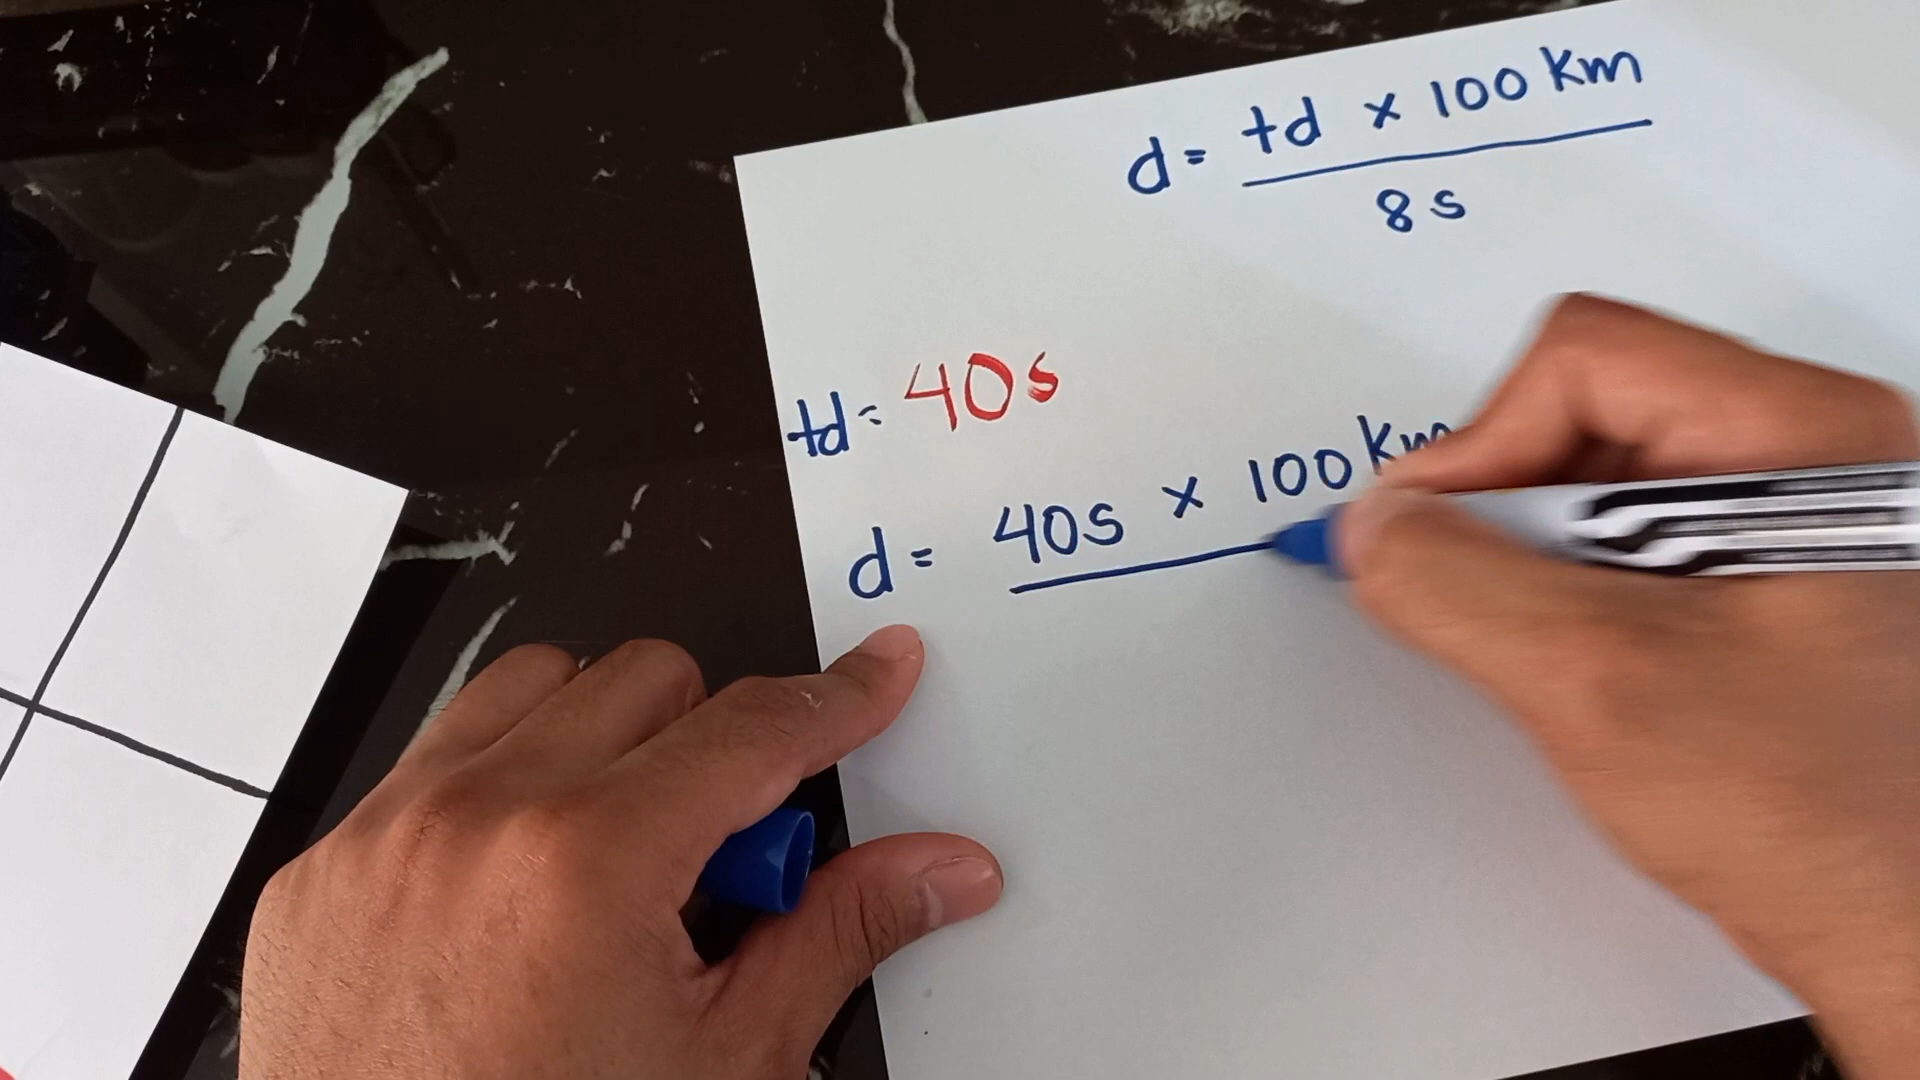 d = td x 100 Km
8 s
td = 40s
d = 40s x 100 Km